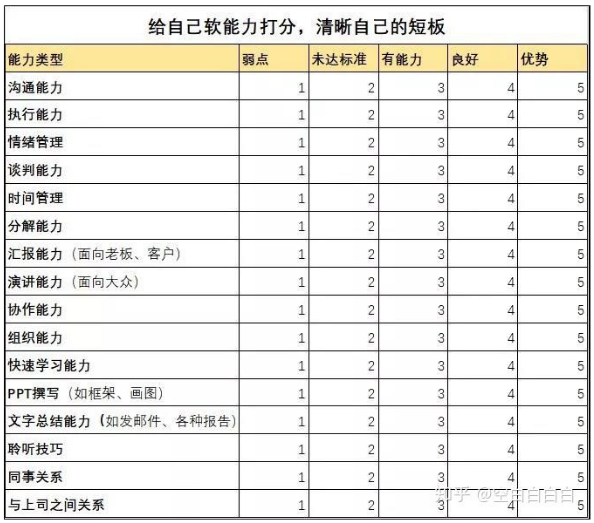 给自己软能力打分，清晰自己的短板
能力类型 弱点 未达标准 有能力 良好 优势
沟通能力 1 2 3 4 5
执行能力 1 2 3 4 5
情绪管理 1 2 3 4 5
谈判能力 1 2 3 4 5
时间管理 1 2 3 4 5
分解能力 1 2 3 4 5
汇报能力（面向老板、客户） 1 2 3 4 5
演讲能力（面向大众） 1 2 3 4 5
协作能力 1 2 3 4 5
组织能力 1 2 3 4 5
快速学习能力 1 2 3 4 5
PPT撰写（如框架、画图） 1 2 3 4 5
文字总结能力（如发邮件、各种报告） 1 2 3 4 5
聆听技巧 1 2 3 4 5
同事关系 1 2 3 4 5
与上司之间关系 1 2 3 4 5
知乎 @空白白白白